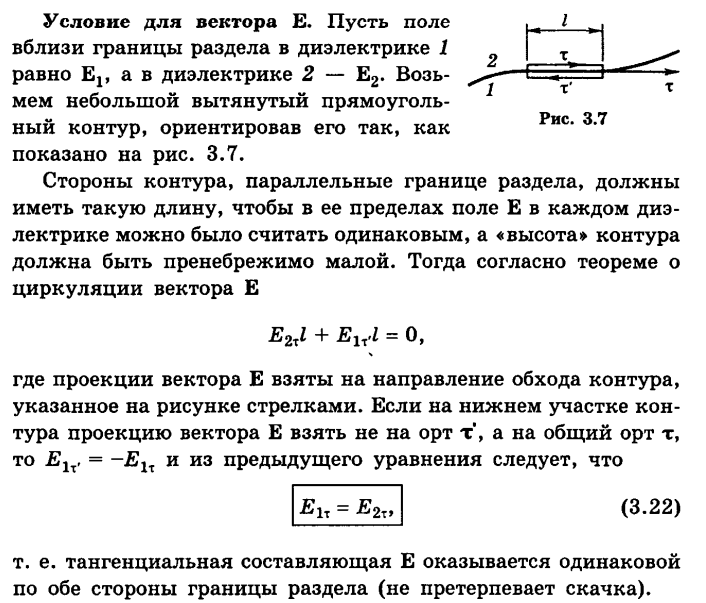 Условие для вектора E. Пусть поле
вблизи границы раздела в диэлектрике 1
равно E₁, а в диэлектрике 2 — E₂. Возь-
мем небольшой вытянутый прямоуголь-
ный контур, ориентировав его так, как
показано на рис. 3.7.
l
2
τ
1
τ'
τ
Рис. 3.7
Стороны контура, параллельные границе раздела, должны
иметь такую длину, чтобы в ее пределах поле E в каждом диэ-
лектрике можно было считать одинаковым, а «высота» контура
должна быть пренебрежимо малой. Тогда согласно теореме о
циркуляции вектора E
E₂τl + E₁τ'l = 0,
где проекции вектора E взяты на направление обхода контура,
указанное на рисунке стрелками. Если на нижнем участке кон-
тура проекцию вектора E взять не на орт τ', а на общий орт τ,
то E₁τ' = −E₁τ и из предыдущего уравнения следует, что
E₁τ = E₂τ, (3.22)
т. е. тангенциальная составляющая E оказывается одинаковой
по обе стороны границы раздела (не претерпевает скачка).